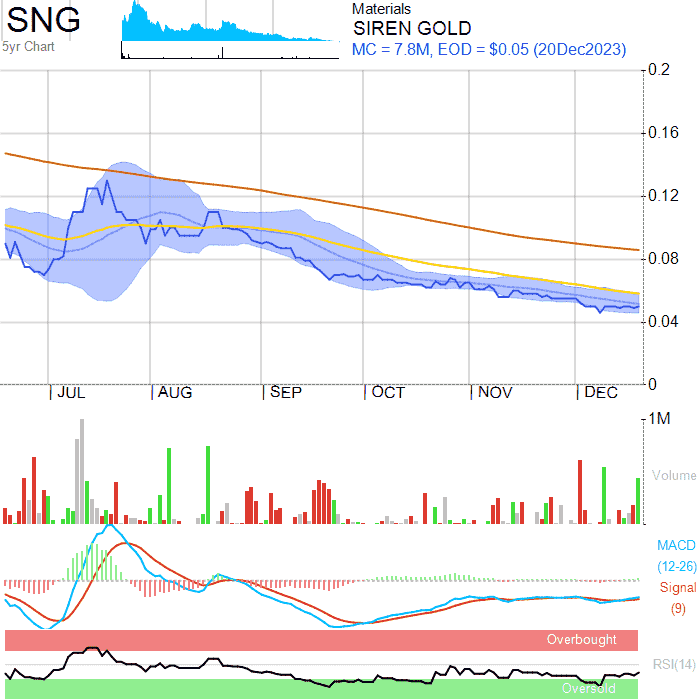 SNG
5yr Chart
Materials
SIREN GOLD
MC = 7.8M, EOD = $0.05 (20Dec2023)
0.2
0.16
0.12
0.08
0.04
0
JUL AUG SEP OCT NOV DEC
1M
Volume
MACD
(12-26)
Signal
(9)
Overbought
RSI(14)
Oversold